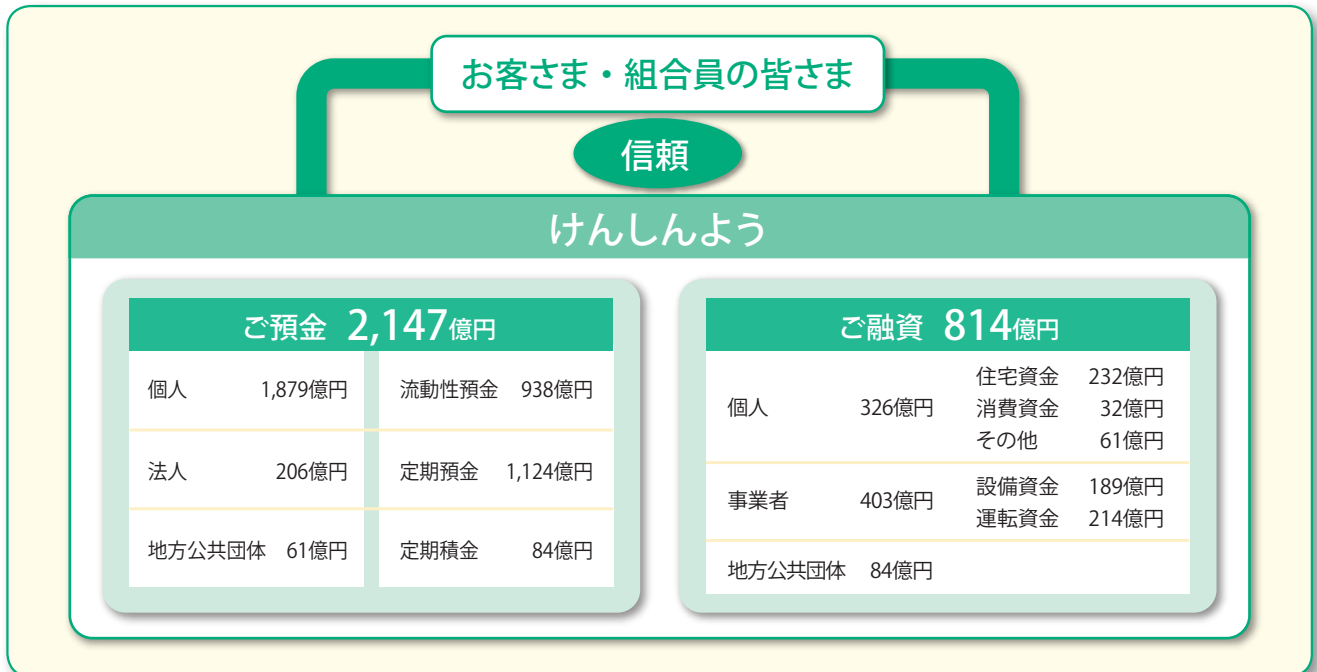 お客さま・組合員の皆さま
信頼
けんしんよう
ご預金 2,147億円
個人 1,879億円 流動性預金 938億円
法人 206億円 定期預金 1,124億円
地方公共団体 61億円 定期積金 84億円
ご融資 814億円
個人 326億円
住宅資金 232億円
消費資金 32億円
その他 61億円
事業者 403億円
設備資金 189億円
運転資金 214億円
地方公共団体 84億円